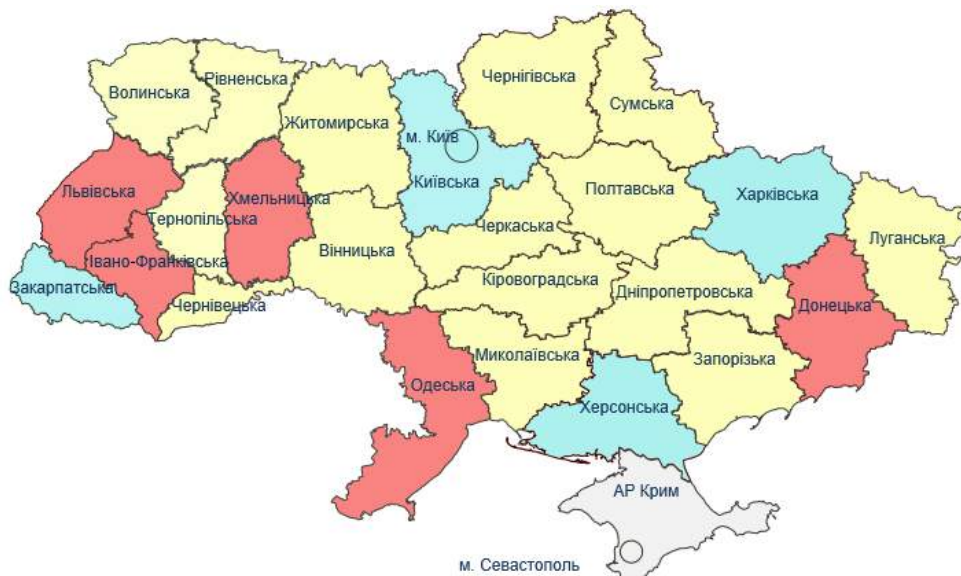 Чернігівська
Рівненська
Волинська
Сумська
Житомирська
м. Київ
Київська
Львівська
Хмельницька
Полтавська
Харківська
Тернопільська
Черкаська
Луганська
Вінницька
Івано-Франківська
Закарпатська
Кіровоградська
Дніпропетровська
Чернівецька
Донецька
Миколаївська
Запорізька
Одеська
Херсонська
АР Крим
м. Севастополь